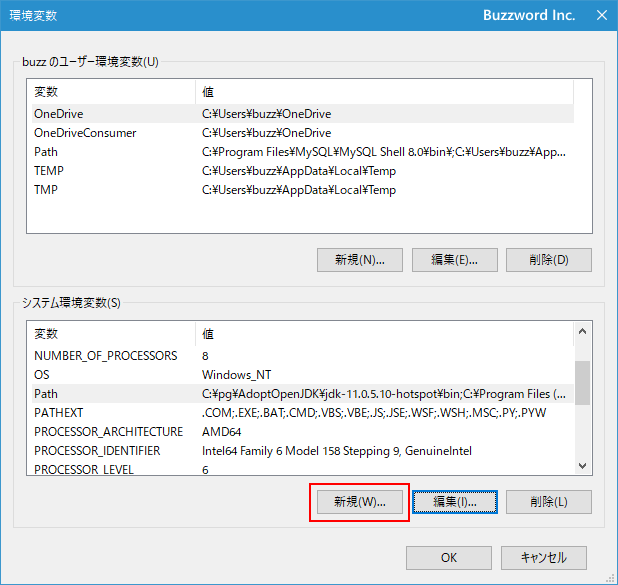 環境変数 Buzzword Inc.
buzz のユーザー環境変数(U)
変数 値
OneDrive C:¥Users¥buzz¥OneDrive
OneDriveConsumer C:¥Users¥buzz¥OneDrive
Path C:¥Program Files¥MySQL¥MySQL Shell 8.0¥bin¥;C:¥Users¥buzz¥App...
TEMP C:¥Users¥buzz¥AppData¥Local¥Temp
TMP C:¥Users¥buzz¥AppData¥Local¥Temp
新規(N)... 編集(E)... 削除(D)
システム環境変数(S)
変数 値
NUMBER_OF_PROCESSORS 8
OS Windows_NT
Path C:¥pg¥AdoptOpenJDK¥jdk-11.0.5.10-hotspot¥bin;C:¥Program Files (...
PATHEXT .COM;.EXE;.BAT;.CMD;.VBS;.VBE;.JS;.JSE;.WSF;.WSH;.MSC;.PY;.PYW
PROCESSOR_ARCHITECTURE AMD64
PROCESSOR_IDENTIFIER Intel64 Family 6 Model 158 Stepping 9, GenuineIntel
PROCESSOR_LEVEL 6
新規(W)... 編集(I)... 削除(L)
OK キャンセル